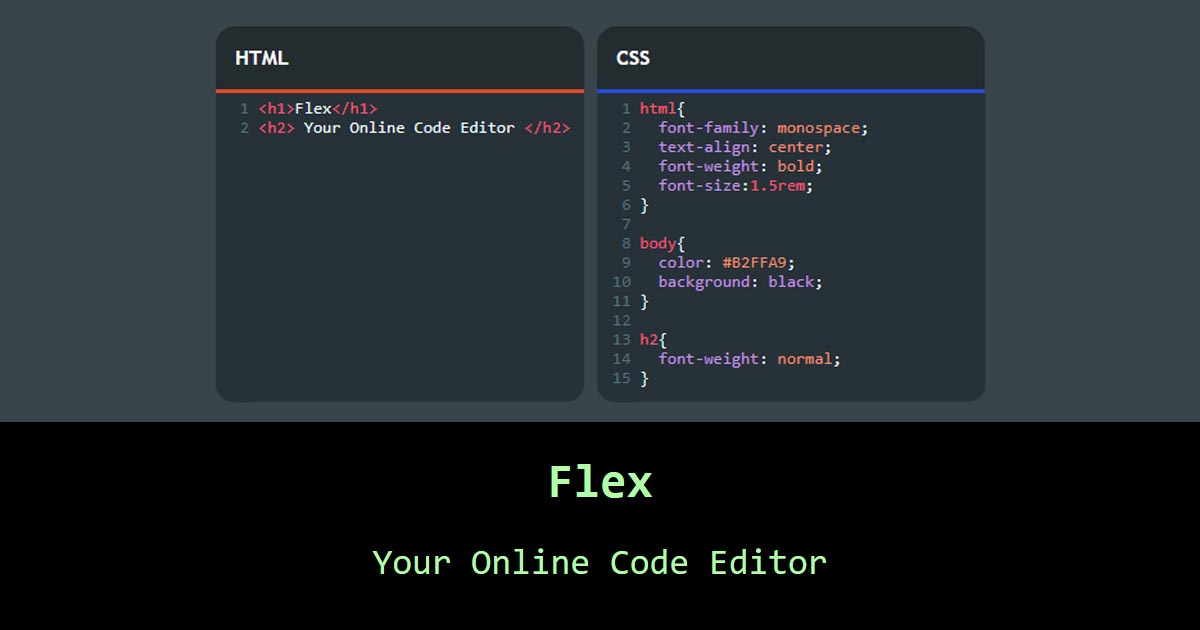 HTML
1 <h1>Flex</h1>
2 <h2> Your Online Code Editor </h2>
CSS
1 html{
2   font-family: monospace;
3   text-align: center;
4   font-weight: bold;
5   font-size:1.5rem;
6 }
7
8 body{
9   color: #B2FFA9;
10   background: black;
11 }
12
13 h2{
14   font-weight: normal;
15 }
Flex
Your Online Code Editor